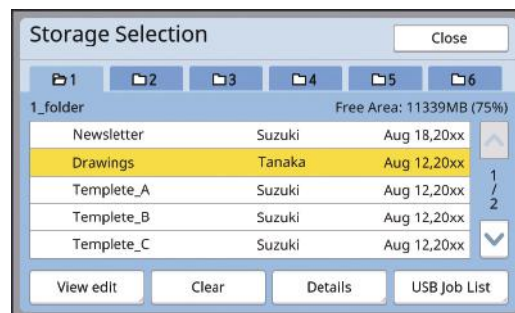 Storage Selection Close
1 2 3 4 5 6
1_folder Free Area: 11339MB (75%)
Newsletter Suzuki Aug 18,20xx
Drawings Tanaka Aug 12,20xx
Templete_A Suzuki Aug 12,20xx
Templete_B Suzuki Aug 12,20xx
Templete_C Suzuki Aug 12,20xx
1
/
2
View edit Clear Details USB Job List